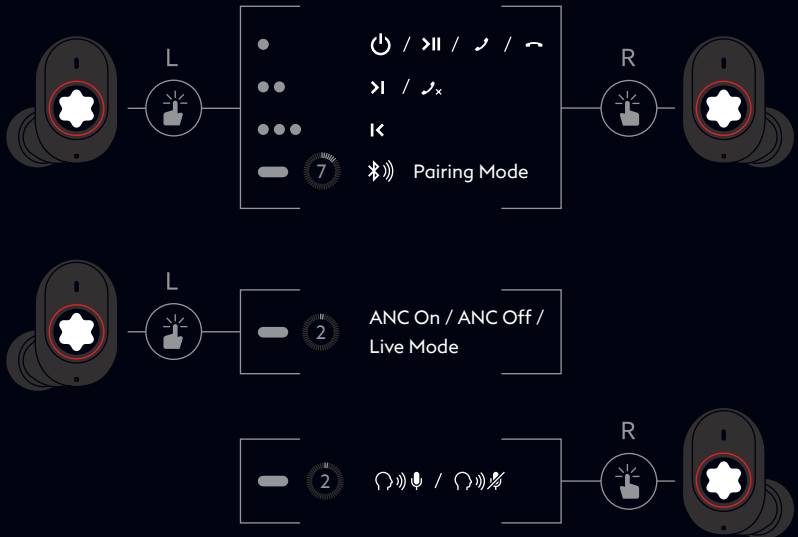 L
R
7 Pairing Mode
L
2 ANC On / ANC Off /
Live Mode
R
2